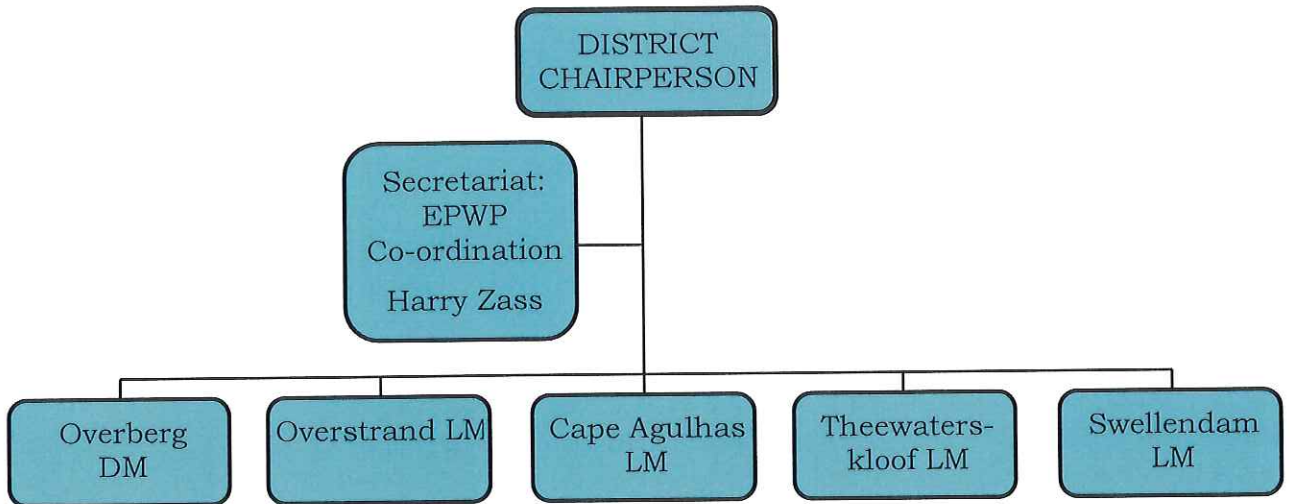 DISTRICT
CHAIRPERSON
Secretariat:
EPWP
Co-ordination
Harry Zass
Overberg
DM
Overstrand LM
Cape Agulhas
LM
Theewaters-
kloof LM
Swellendam
LM